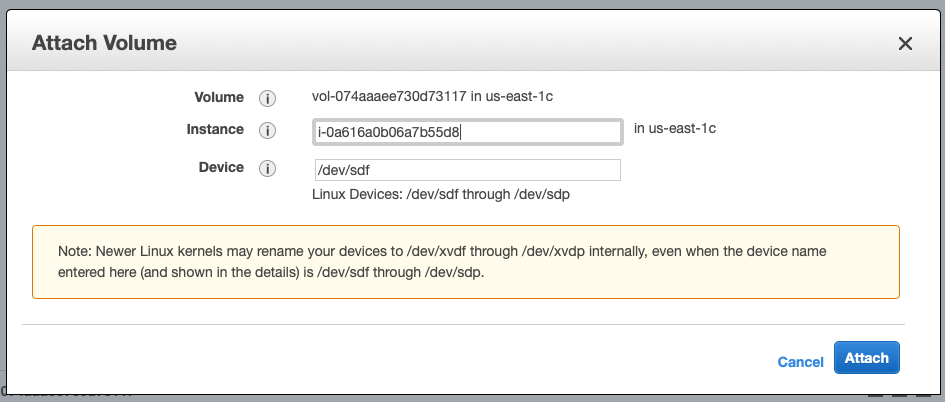 Attach Volume
Volume i vol-074aaaee730d73117 in us-east-1c
Instance i i-0a616a0b06a7b55d8 in us-east-1c
Device i /dev/sdf
Linux Devices: /dev/sdf through /dev/sdp
Note: Newer Linux kernels may rename your devices to /dev/xvdf through /dev/xvdp internally, even when the device name
entered here (and shown in the details) is /dev/sdf through /dev/sdp.
Cancel Attach